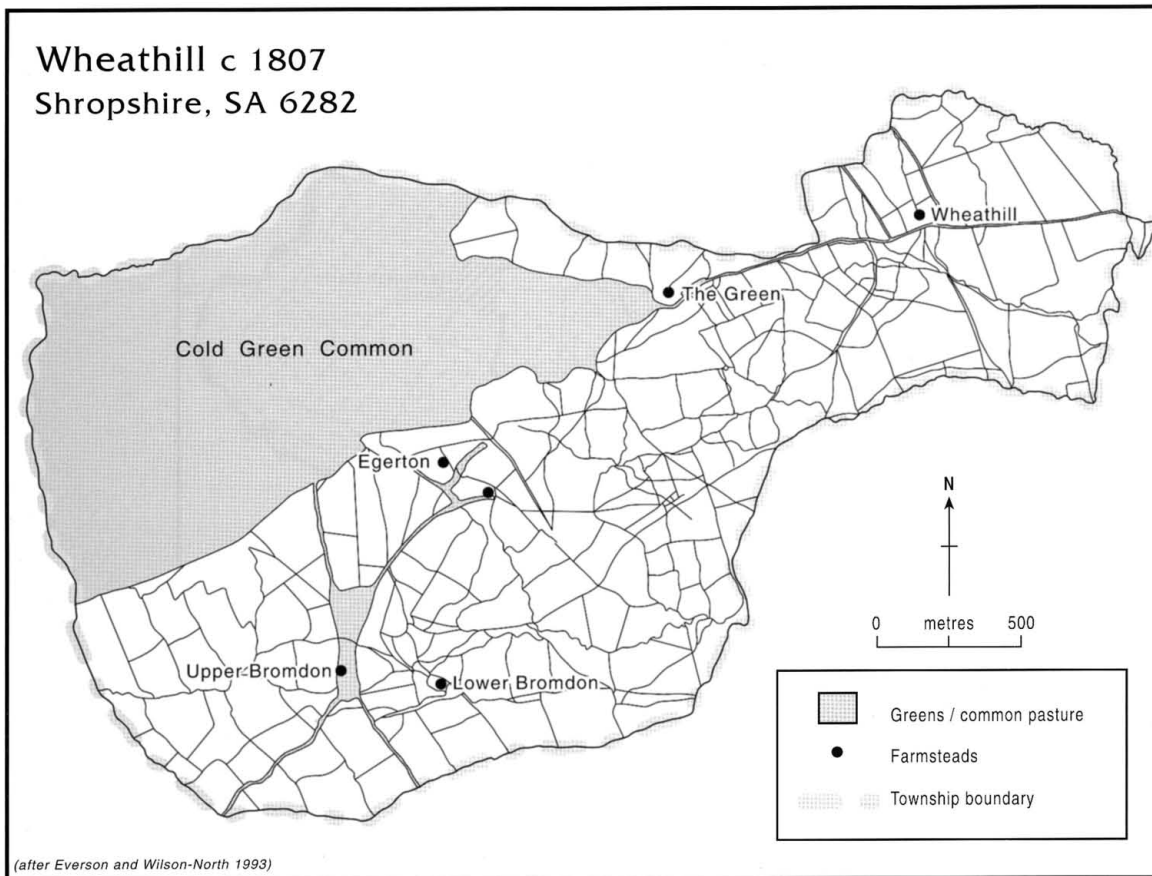 Wheathill c 1807
Shropshire, SA 6282
Wheathill
The Green
Cold Green Common
Egerton
N
0 metres 500
Upper Bromdon
Lower Bromdon
Greens / common pasture
Farmsteads
Township boundary
(after Everson and Wilson-North 1993)